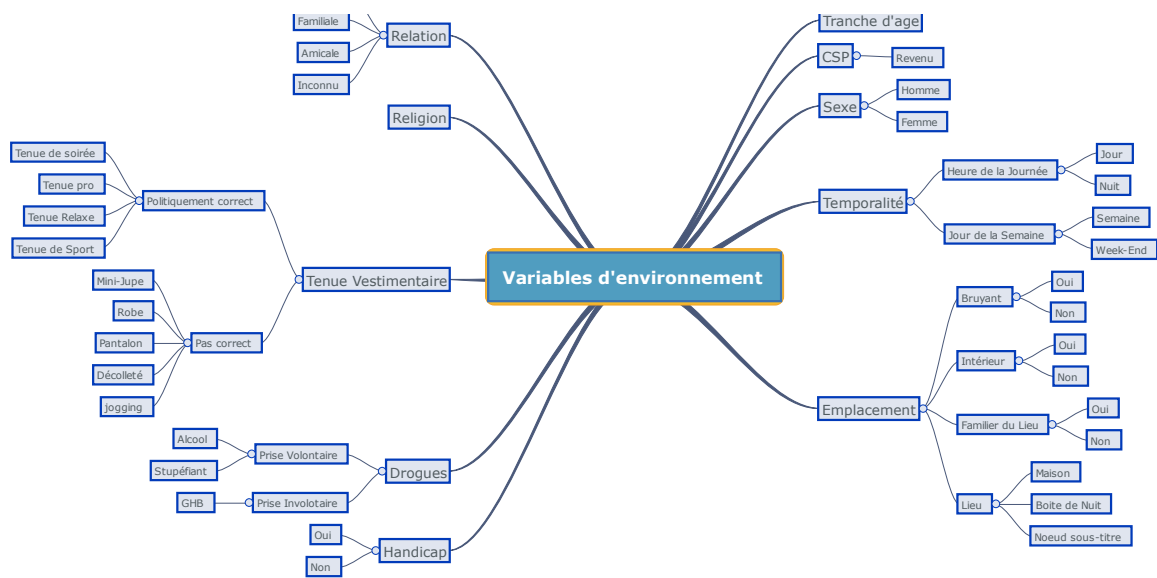 Familiale
Relation
Amicale
Inconnu
Religion
Tenue de soirée
Tenue pro
Politiquement correct
Tenue Relaxe
Tenue de Sport
Tenue Vestimentaire
Mini-Jupe
Robe
Pantalon
Pas correct
Décolleté
jogging
Alcool
Prise Volontaire
Stupéfiant
Drogues
GHB
Prise Involotaire
Oui
Handicap
Non
Variables d'environnement
Tranche d'age
CSP
Revenu
Sexe
Homme
Femme
Temporalité
Heure de la Journée
Jour
Nuit
Jour de la Semaine
Semaine
Week-End
Emplacement
Bruyant
Oui
Non
Intérieur
Oui
Non
Familier du Lieu
Oui
Non
Lieu
Maison
Boite de Nuit
Noeud sous-titre